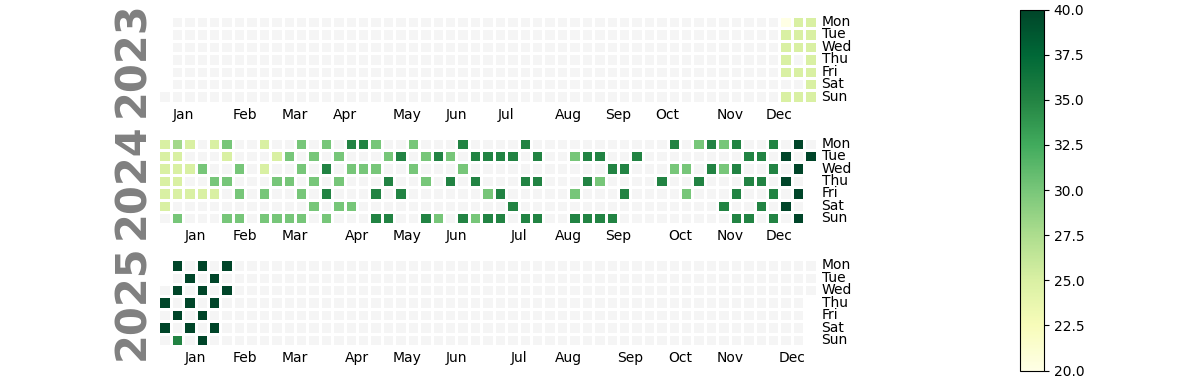 2023
Mon
Tue
Wed
Thu
Fri
Sat
Sun
Jan Feb Mar Apr May Jun Jul Aug Sep Oct Nov Dec
2024
Mon
Tue
Wed
Thu
Fri
Sat
Sun
Jan Feb Mar Apr May Jun Jul Aug Sep Oct Nov Dec
2025
Mon
Tue
Wed
Thu
Fri
Sat
Sun
Jan Feb Mar Apr May Jun Jul Aug Sep Oct Nov Dec
40.0
37.5
35.0
32.5
30.0
27.5
25.0
22.5
20.0